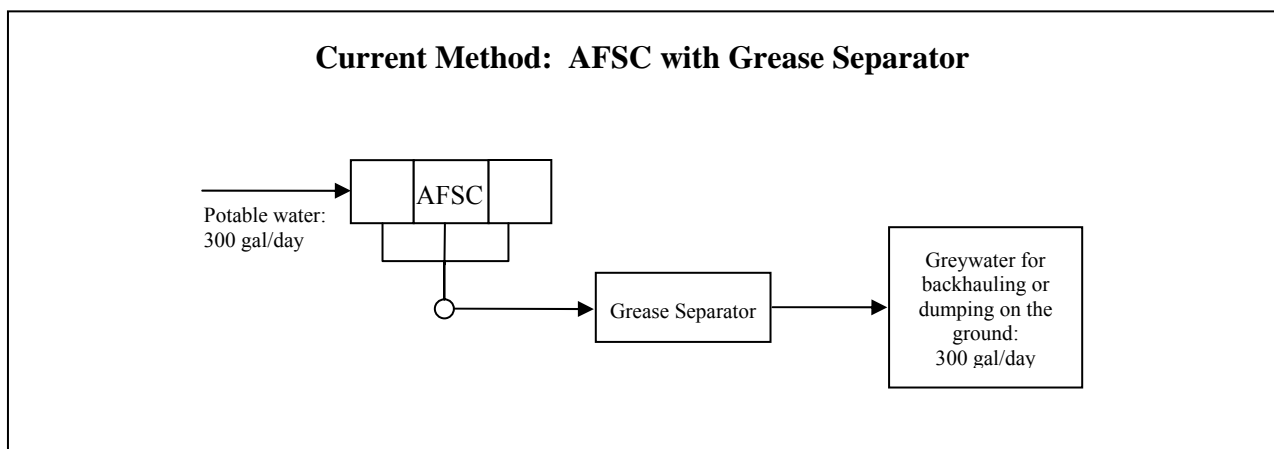 Current Method:  AFSC with Grease Separator
AFSC
Potable water:
300 gal/day
Grease Separator
Greywater for
backhauling or
dumping on the
ground:
300 gal/day